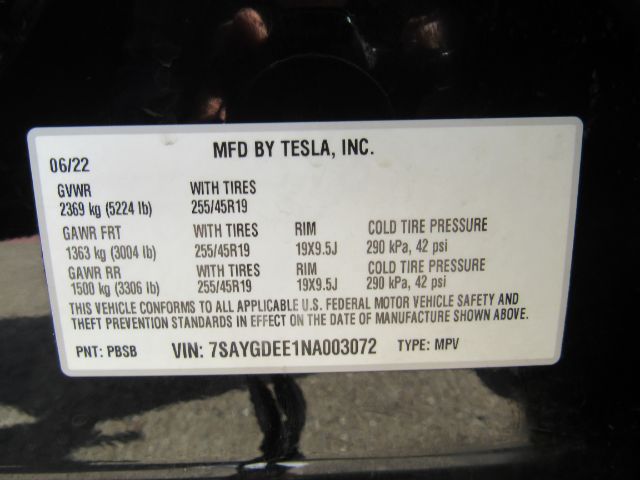 MFD BY TESLA, INC.
06/22
GVWR WITH TIRES
2369 kg (5224 lb) 255/45R19
GAWR FRT WITH TIRES RIM COLD TIRE PRESSURE
1363 kg (3004 lb) 255/45R19 19X9.5J 290 kPa, 42 psi
GAWR RR WITH TIRES RIM COLD TIRE PRESSURE
1500 kg (3306 lb) 255/45R19 19X9.5J 290 kPa, 42 psi
THIS VEHICLE CONFORMS TO ALL APPLICABLE U.S. FEDERAL MOTOR VEHICLE SAFETY AND
THEFT PREVENTION STANDARDS IN EFFECT ON THE DATE OF MANUFACTURE SHOWN ABOVE.
PNT: PBSB VIN: 7SAYGDEE1NA003072 TYPE: MPV